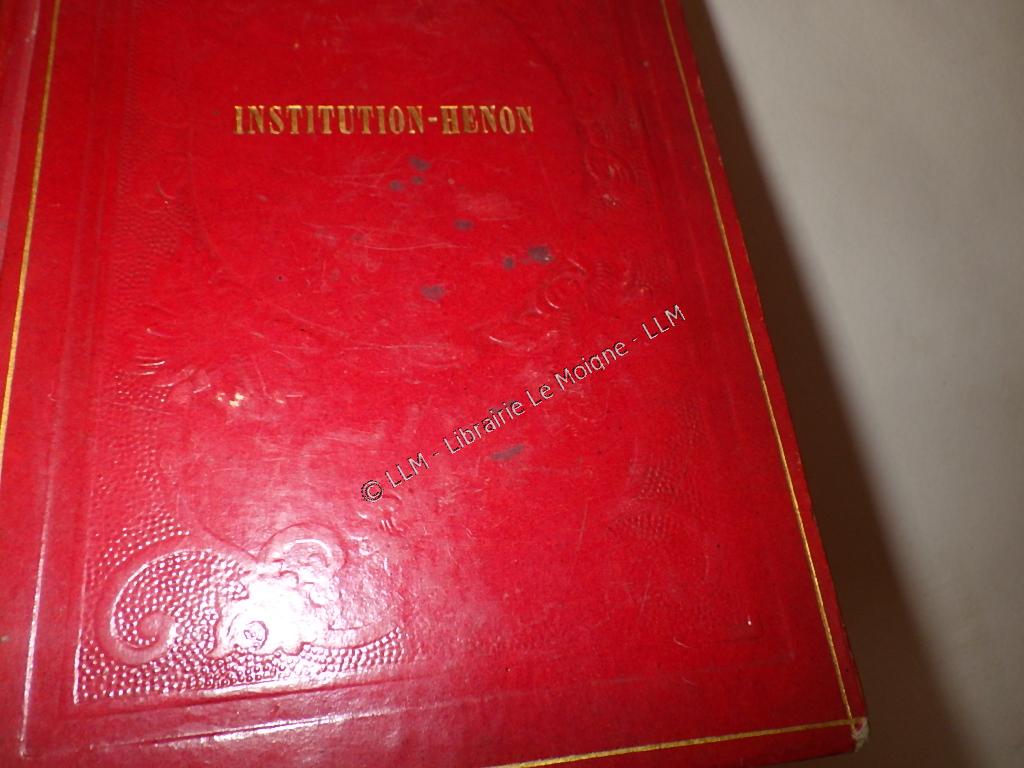 INSTITUTION-HENON
© LLM - Librairie Le Moigne - LLM